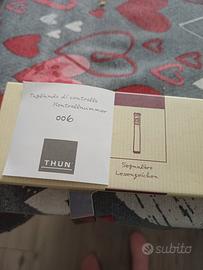 Tagliando di controllo
Kontrollnummer
006
THUN
Segnalibro
Lesezeichen
subito